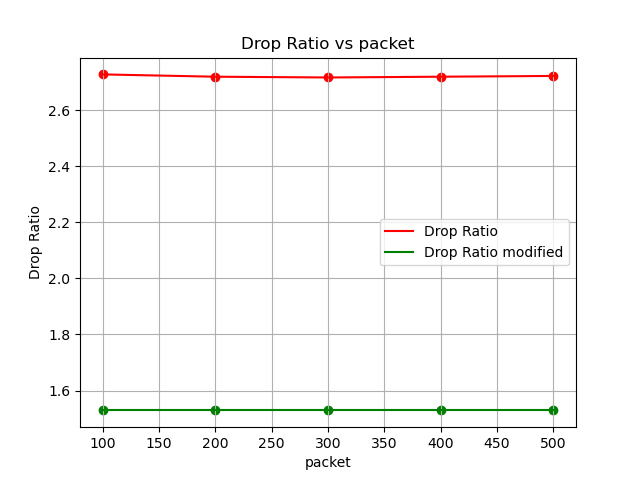 Drop Ratio vs packet
Drop Ratio
2.6
2.4
2.2
2.0
1.8
1.6
Drop Ratio
Drop Ratio modified
100 150 200 250 300 350 400 450 500
packet